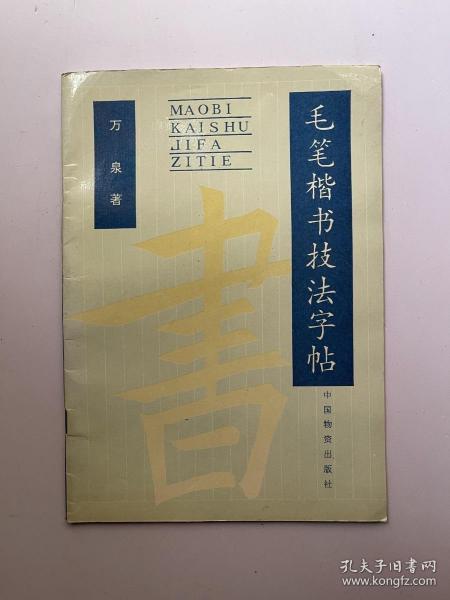 毛笔楷书技法字帖
MAOBI
KAISHU
JIFA
ZITIE
万泉著
書
中国物资出版社
孔夫子旧书网
www.kongfz.com